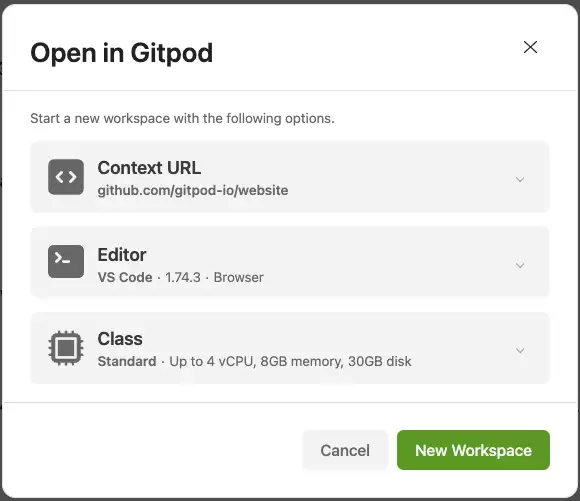 Open in Gitpod
Start a new workspace with the following options.
Context URL
github.com/gitpod-io/website
Editor
VS Code · 1.74.3 · Browser
Class
Standard · Up to 4 vCPU, 8GB memory, 30GB disk
Cancel
New Workspace